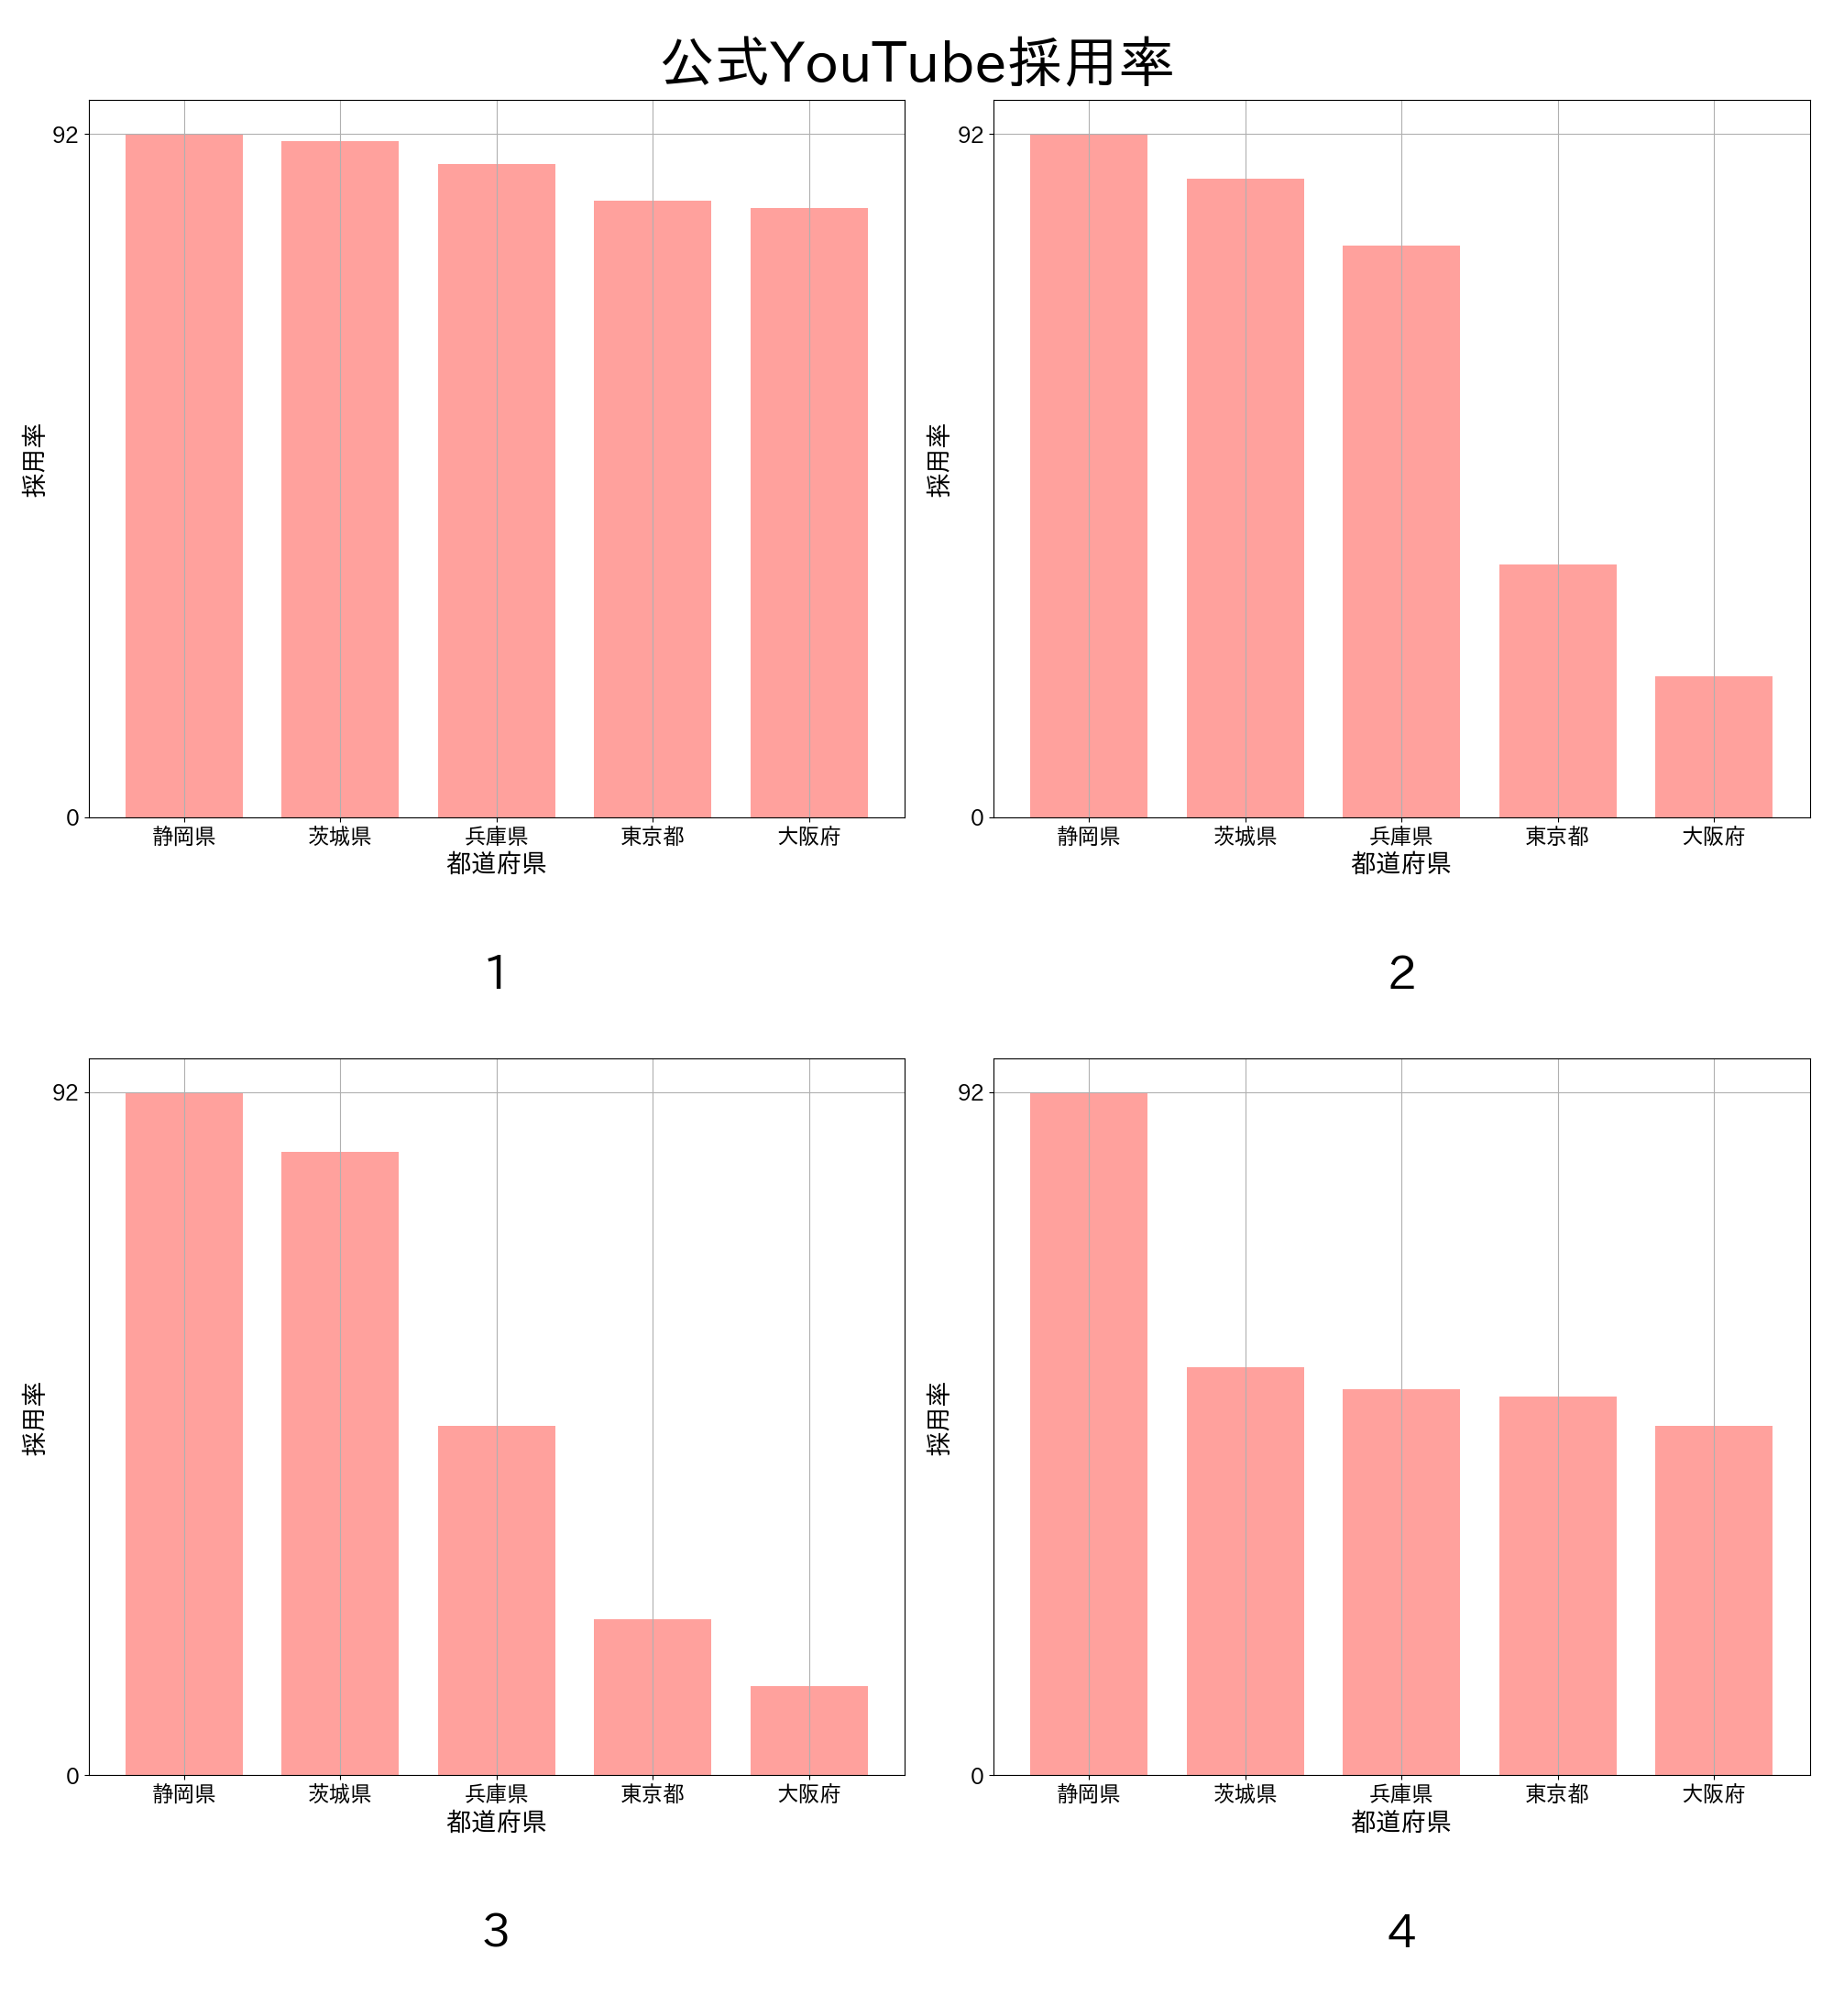 公式YouTube採用率
92
0
採用率
静岡県 茨城県 兵庫県 東京都 大阪府
都道府県
1
92
0
採用率
静岡県 茨城県 兵庫県 東京都 大阪府
都道府県
2
92
0
採用率
静岡県 茨城県 兵庫県 東京都 大阪府
都道府県
3
92
0
採用率
静岡県 茨城県 兵庫県 東京都 大阪府
都道府県
4